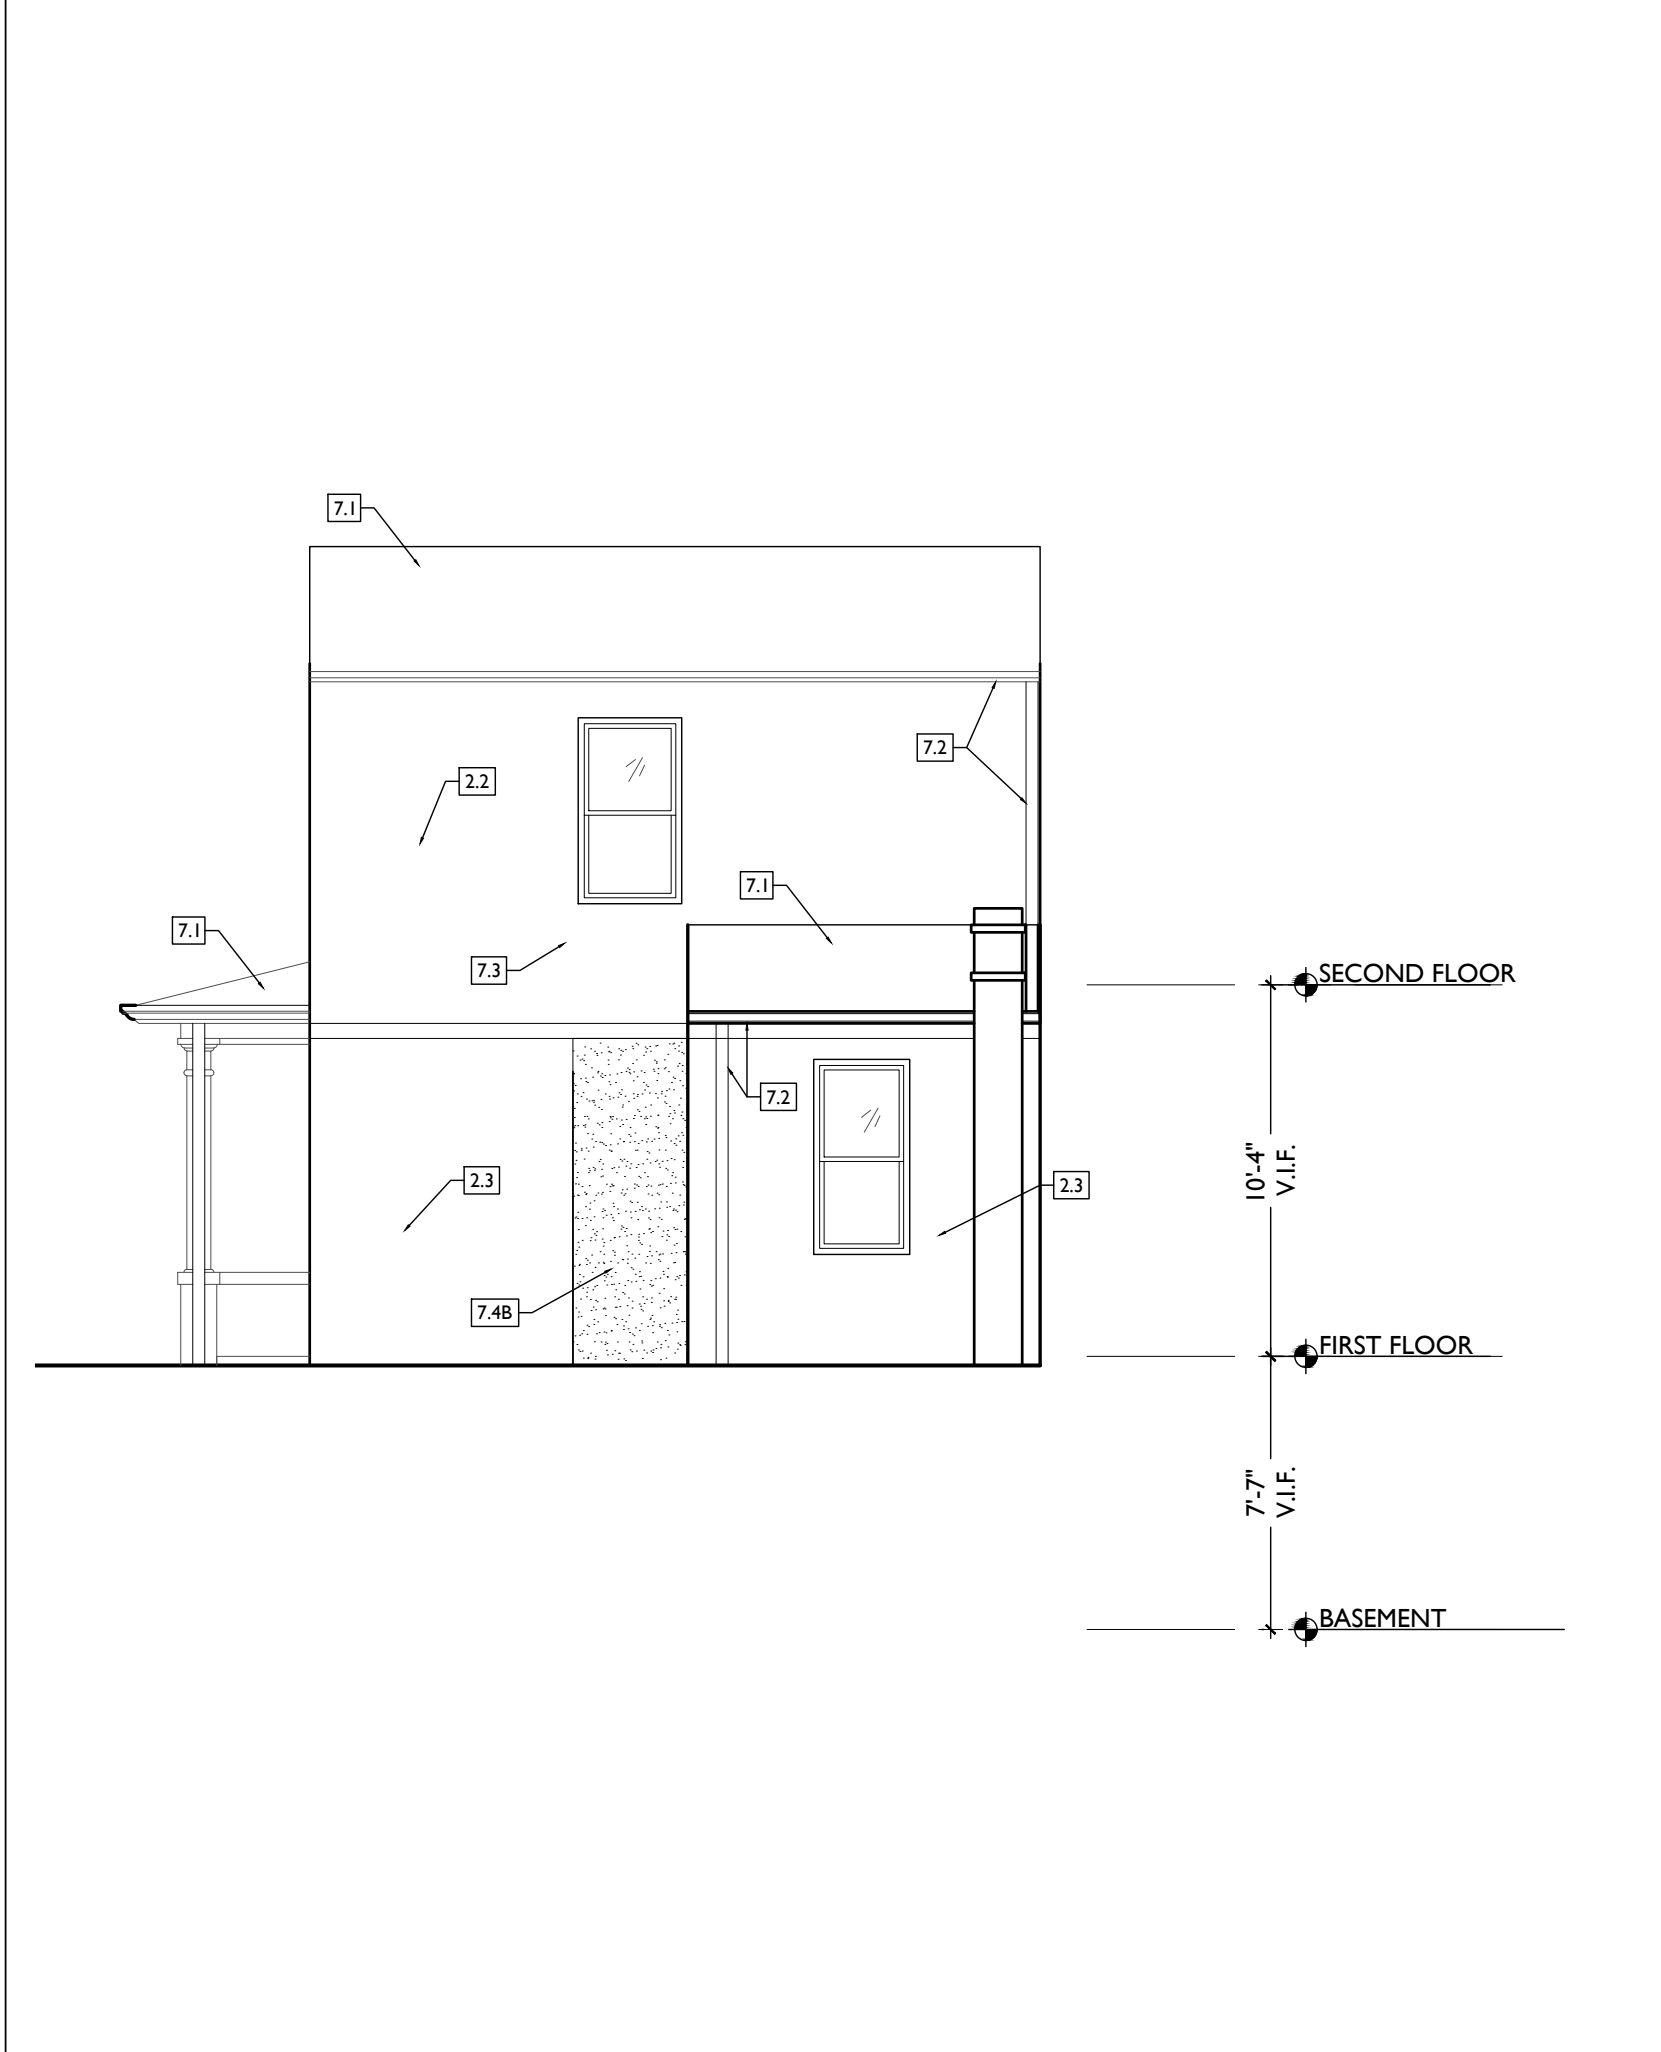 7.1
7.2
2.2
7.1
7.1
7.3
SECOND FLOOR
7.2
10'-4"
V.I.F.
2.3
2.3
7.4B
FIRST FLOOR
7'-7"
V.I.F.
BASEMENT